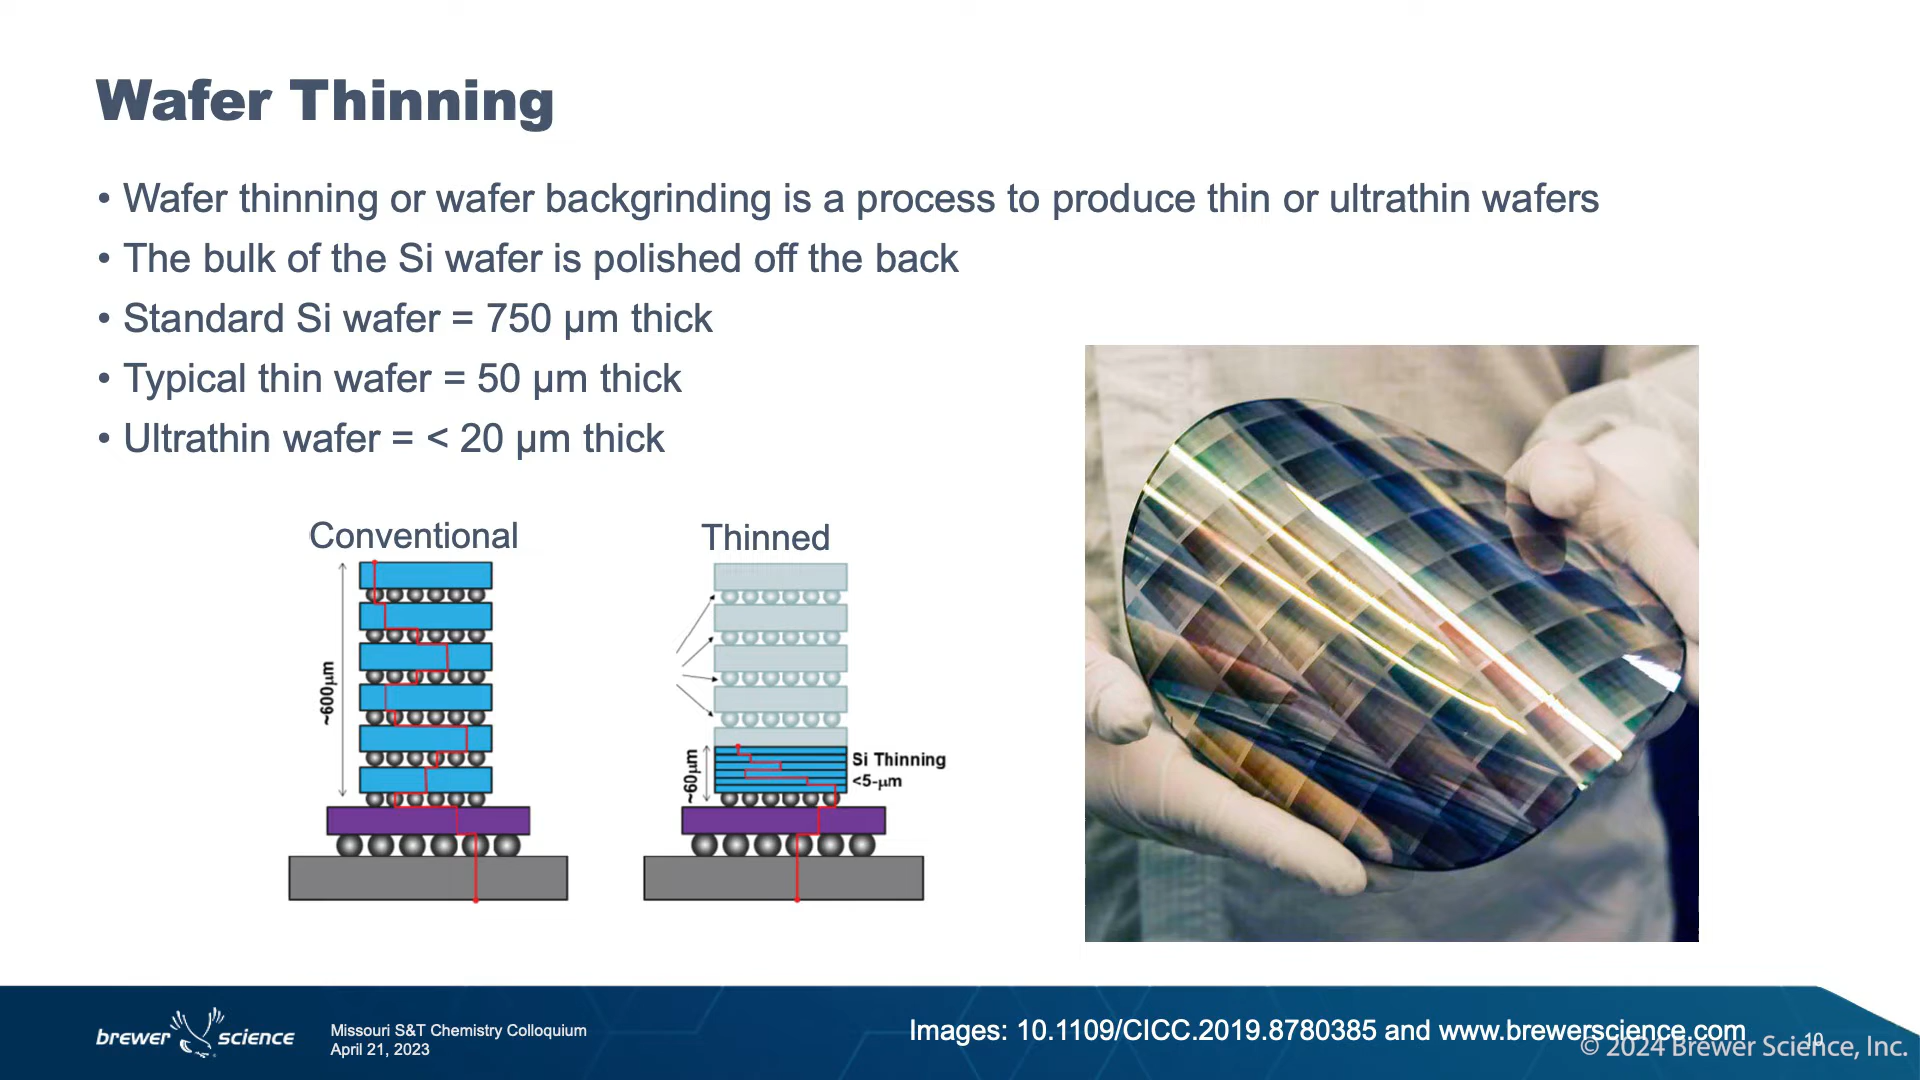 Wafer Thinning
• Wafer thinning or wafer backgrinding is a process to produce thin or ultrathin wafers
• The bulk of the Si wafer is polished off the back
• Standard Si wafer = 750 µm thick
• Typical thin wafer = 50 µm thick
• Ultrathin wafer = < 20 µm thick
Conventional
~600µm
Thinned
~60µm
Si Thinning
<5-µm
brewer science
Missouri S&T Chemistry Colloquium
April 21, 2023
Images: 10.1109/CICC.2019.8780385 and www.brewerscience.com
10
© 2024 Brewer Science, Inc.